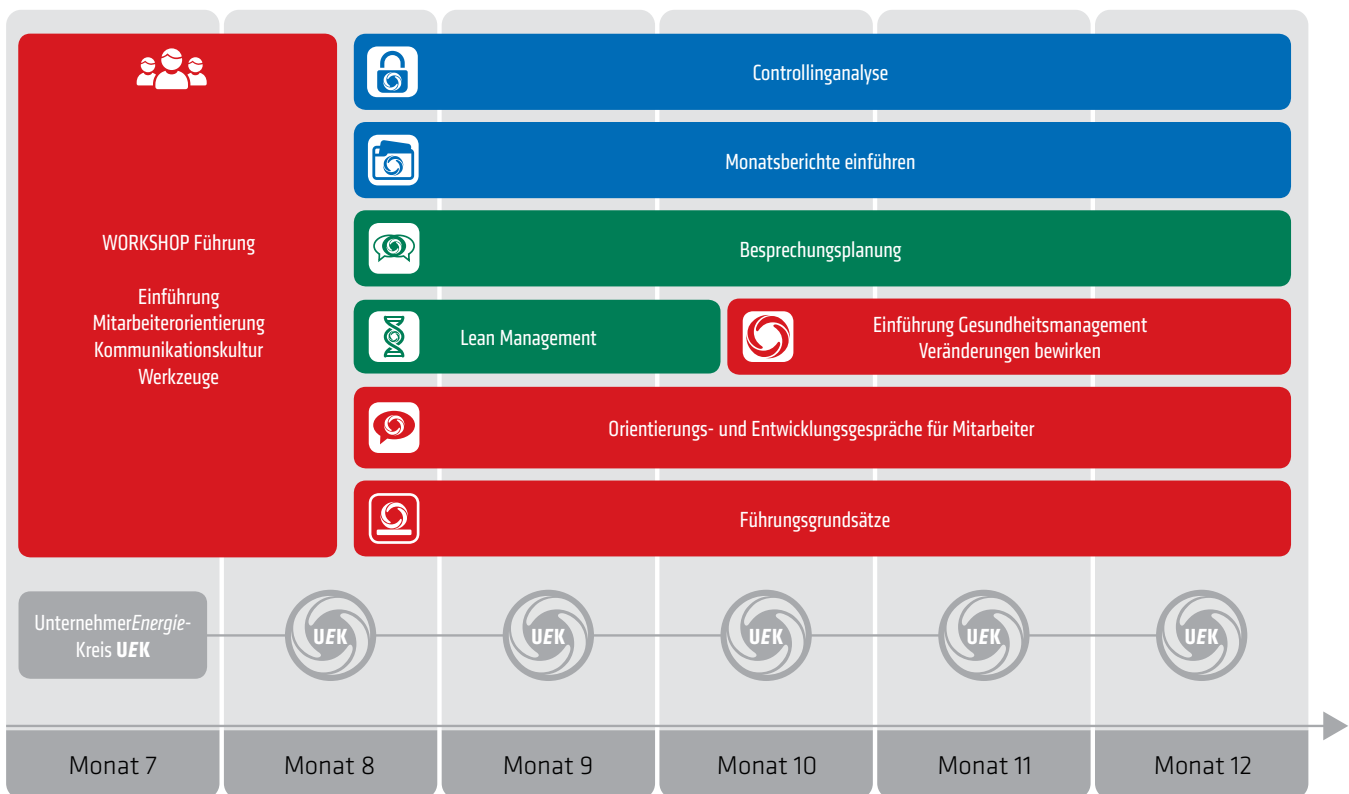 WORKSHOP Führung
Einführung
Mitarbeiterorientierung
Kommunikationskultur
Werkzeuge
Controllinganalyse
Monatsberichte einführen
Besprechungsplanung
Lean Management
Einführung Gesundheitsmanagement
Veränderungen bewirken
Orientierungs- und Entwicklungsgespräche für Mitarbeiter
Führungsgrundsätze
UnternehmerEnergie-
Kreis UEK
UEK
UEK
UEK
UEK
UEK
Monat 7
Monat 8
Monat 9
Monat 10
Monat 11
Monat 12